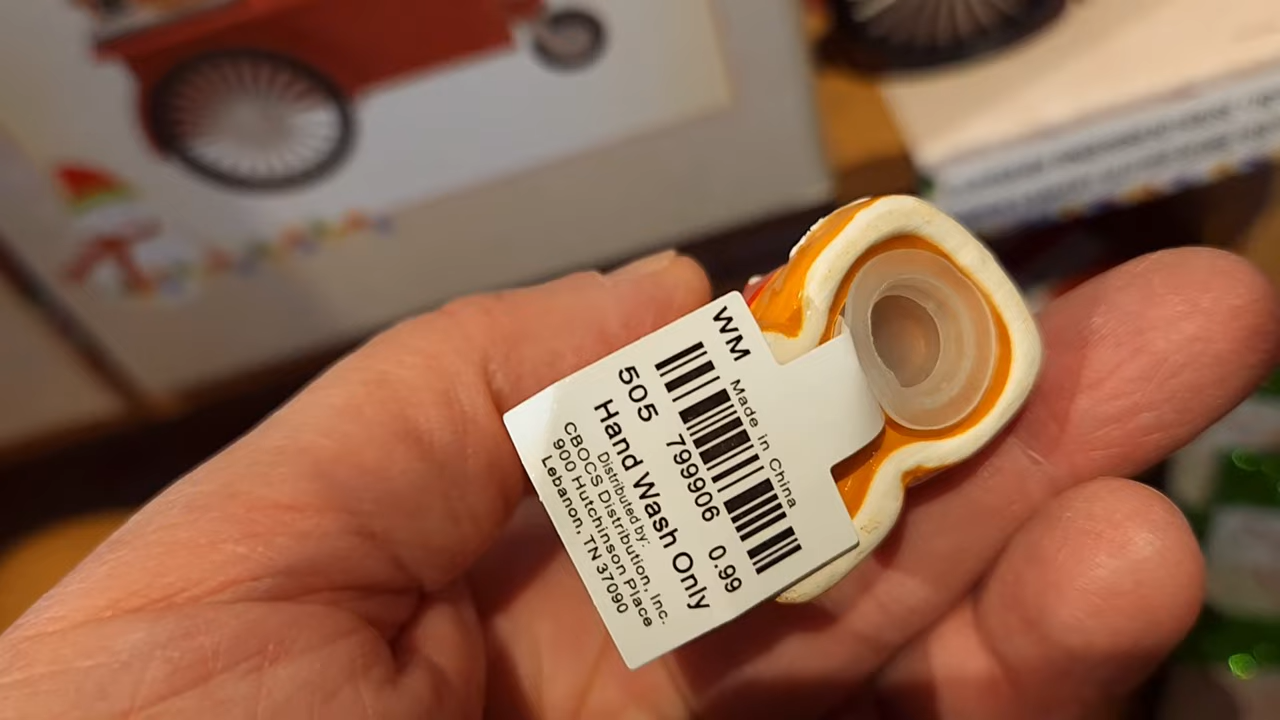 WM
Made in China
505 799906 0.99
Hand Wash Only
Distributed by:
CBOCS Distribution, Inc.
900 Hutchinson Place
Lebanon, TN 37090